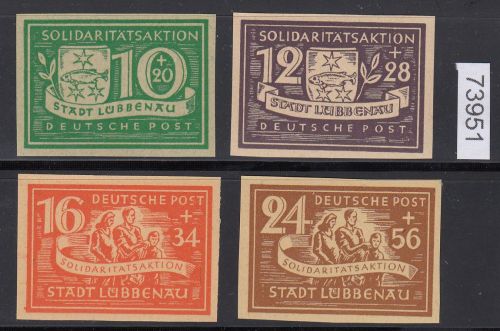 SOLIDARITÄTSAKTION
10 + 20
STADT LÜBBENAU
DEUTSCHE POST
SOLIDARITÄTSAKTION
12 + 28
STADT LÜBBENAU
DEUTSCHE POST
73951
16 DEUTSCHE POST
+ 34
SOLIDARITÄTSAKTION
STADT LÜBBENAU
24 DEUTSCHE POST
+ 56
SOLIDARITÄTSAKTION
STADT LÜBBENAU